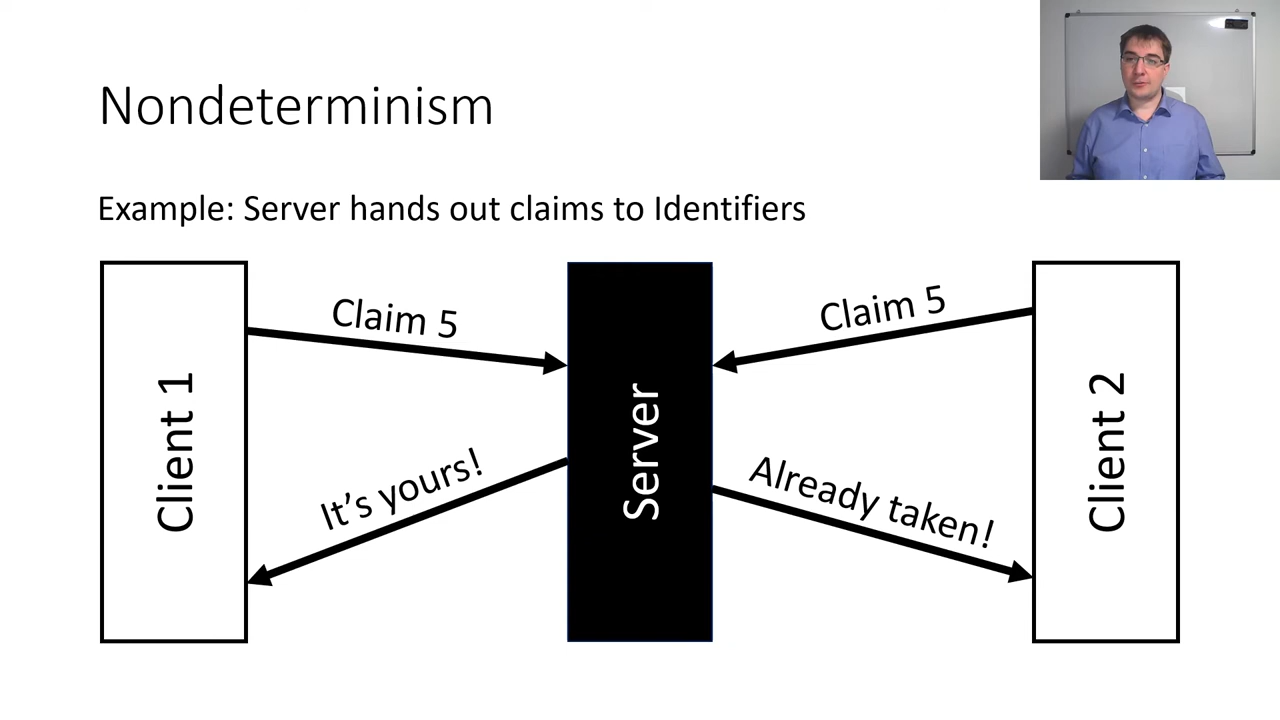 Nondeterminism
Example: Server hands out claims to Identifiers
Claim 5
Claim 5
Client 1
Server
Client 2
It's yours!
Already taken!